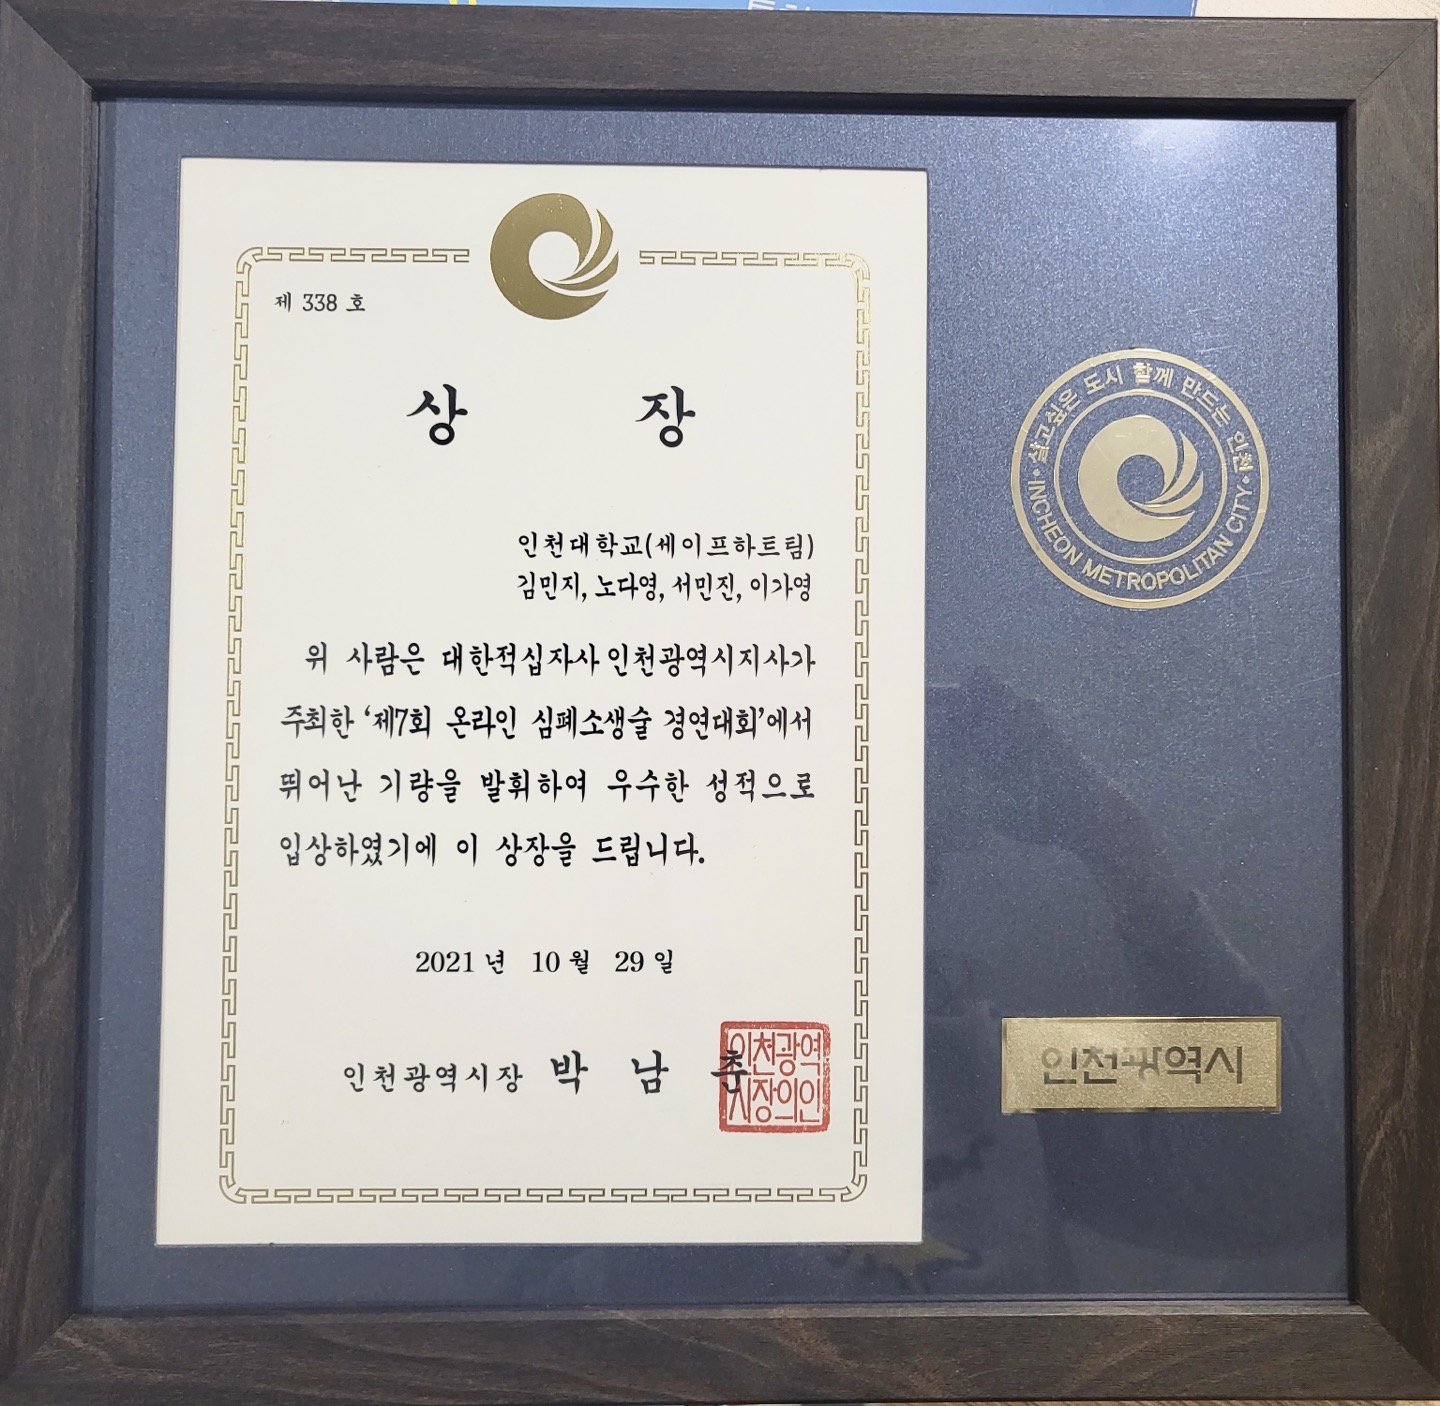 제 338 호
상 장
인천대학교(세이프하트팀)
김민지, 노다영, 서민진, 이가영
위 사람은 대한적십자사 인천광역시지사가
주최한 '제7회 온라인 심폐소생술 경연대회'에서
뛰어난 기량을 발휘하여 우수한 성적으로
입상하였기에 이 상장을 드립니다.
2021 년 10 월 29 일
인천광역시장 박 남 춘
인천광역
시장의인
살고싶은 도시 함께 만드는 인천
INCHEON METROPOLITAN CITY
인천광역시